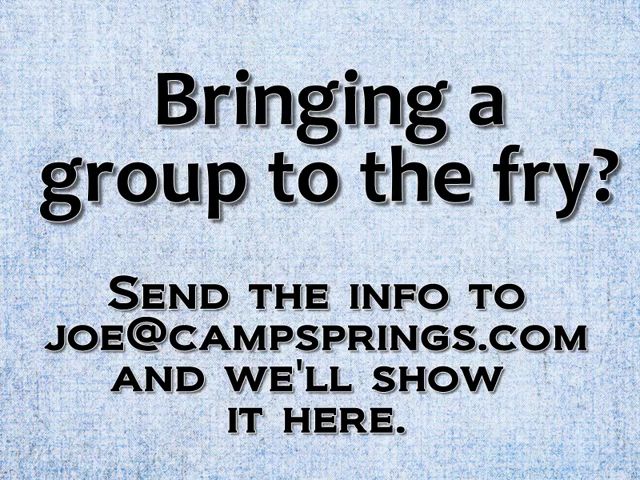 Bringing a
group to the fry?
Send the info to
joe@campsprings.com
and we'll show
it here.